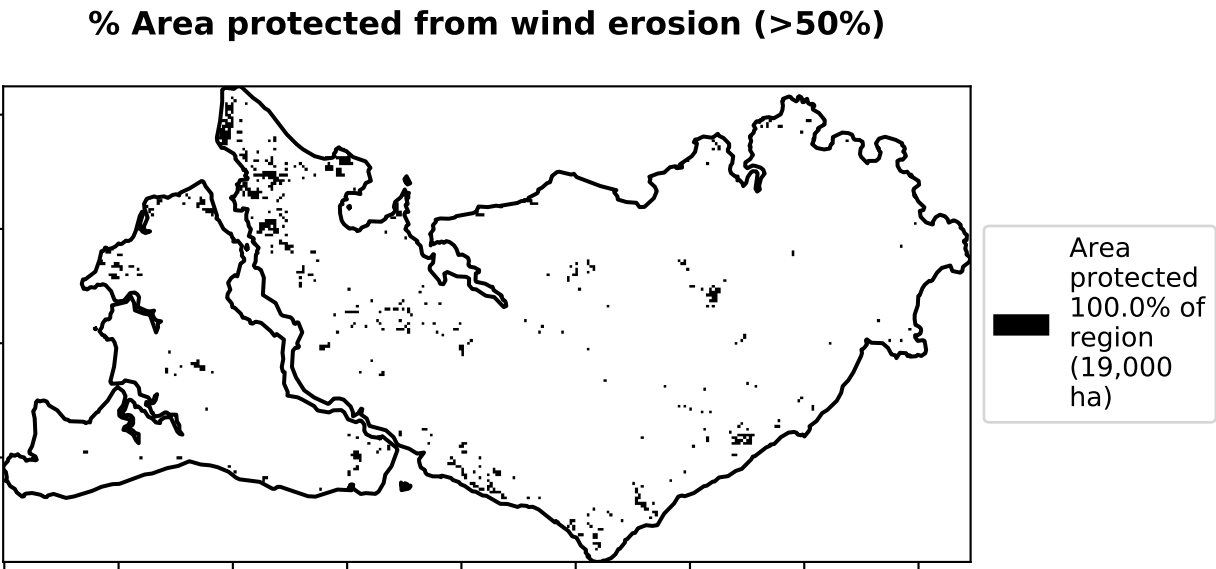 % Area protected from wind erosion (>50%)
Area
protected
100.0% of
region
(19,000
ha)